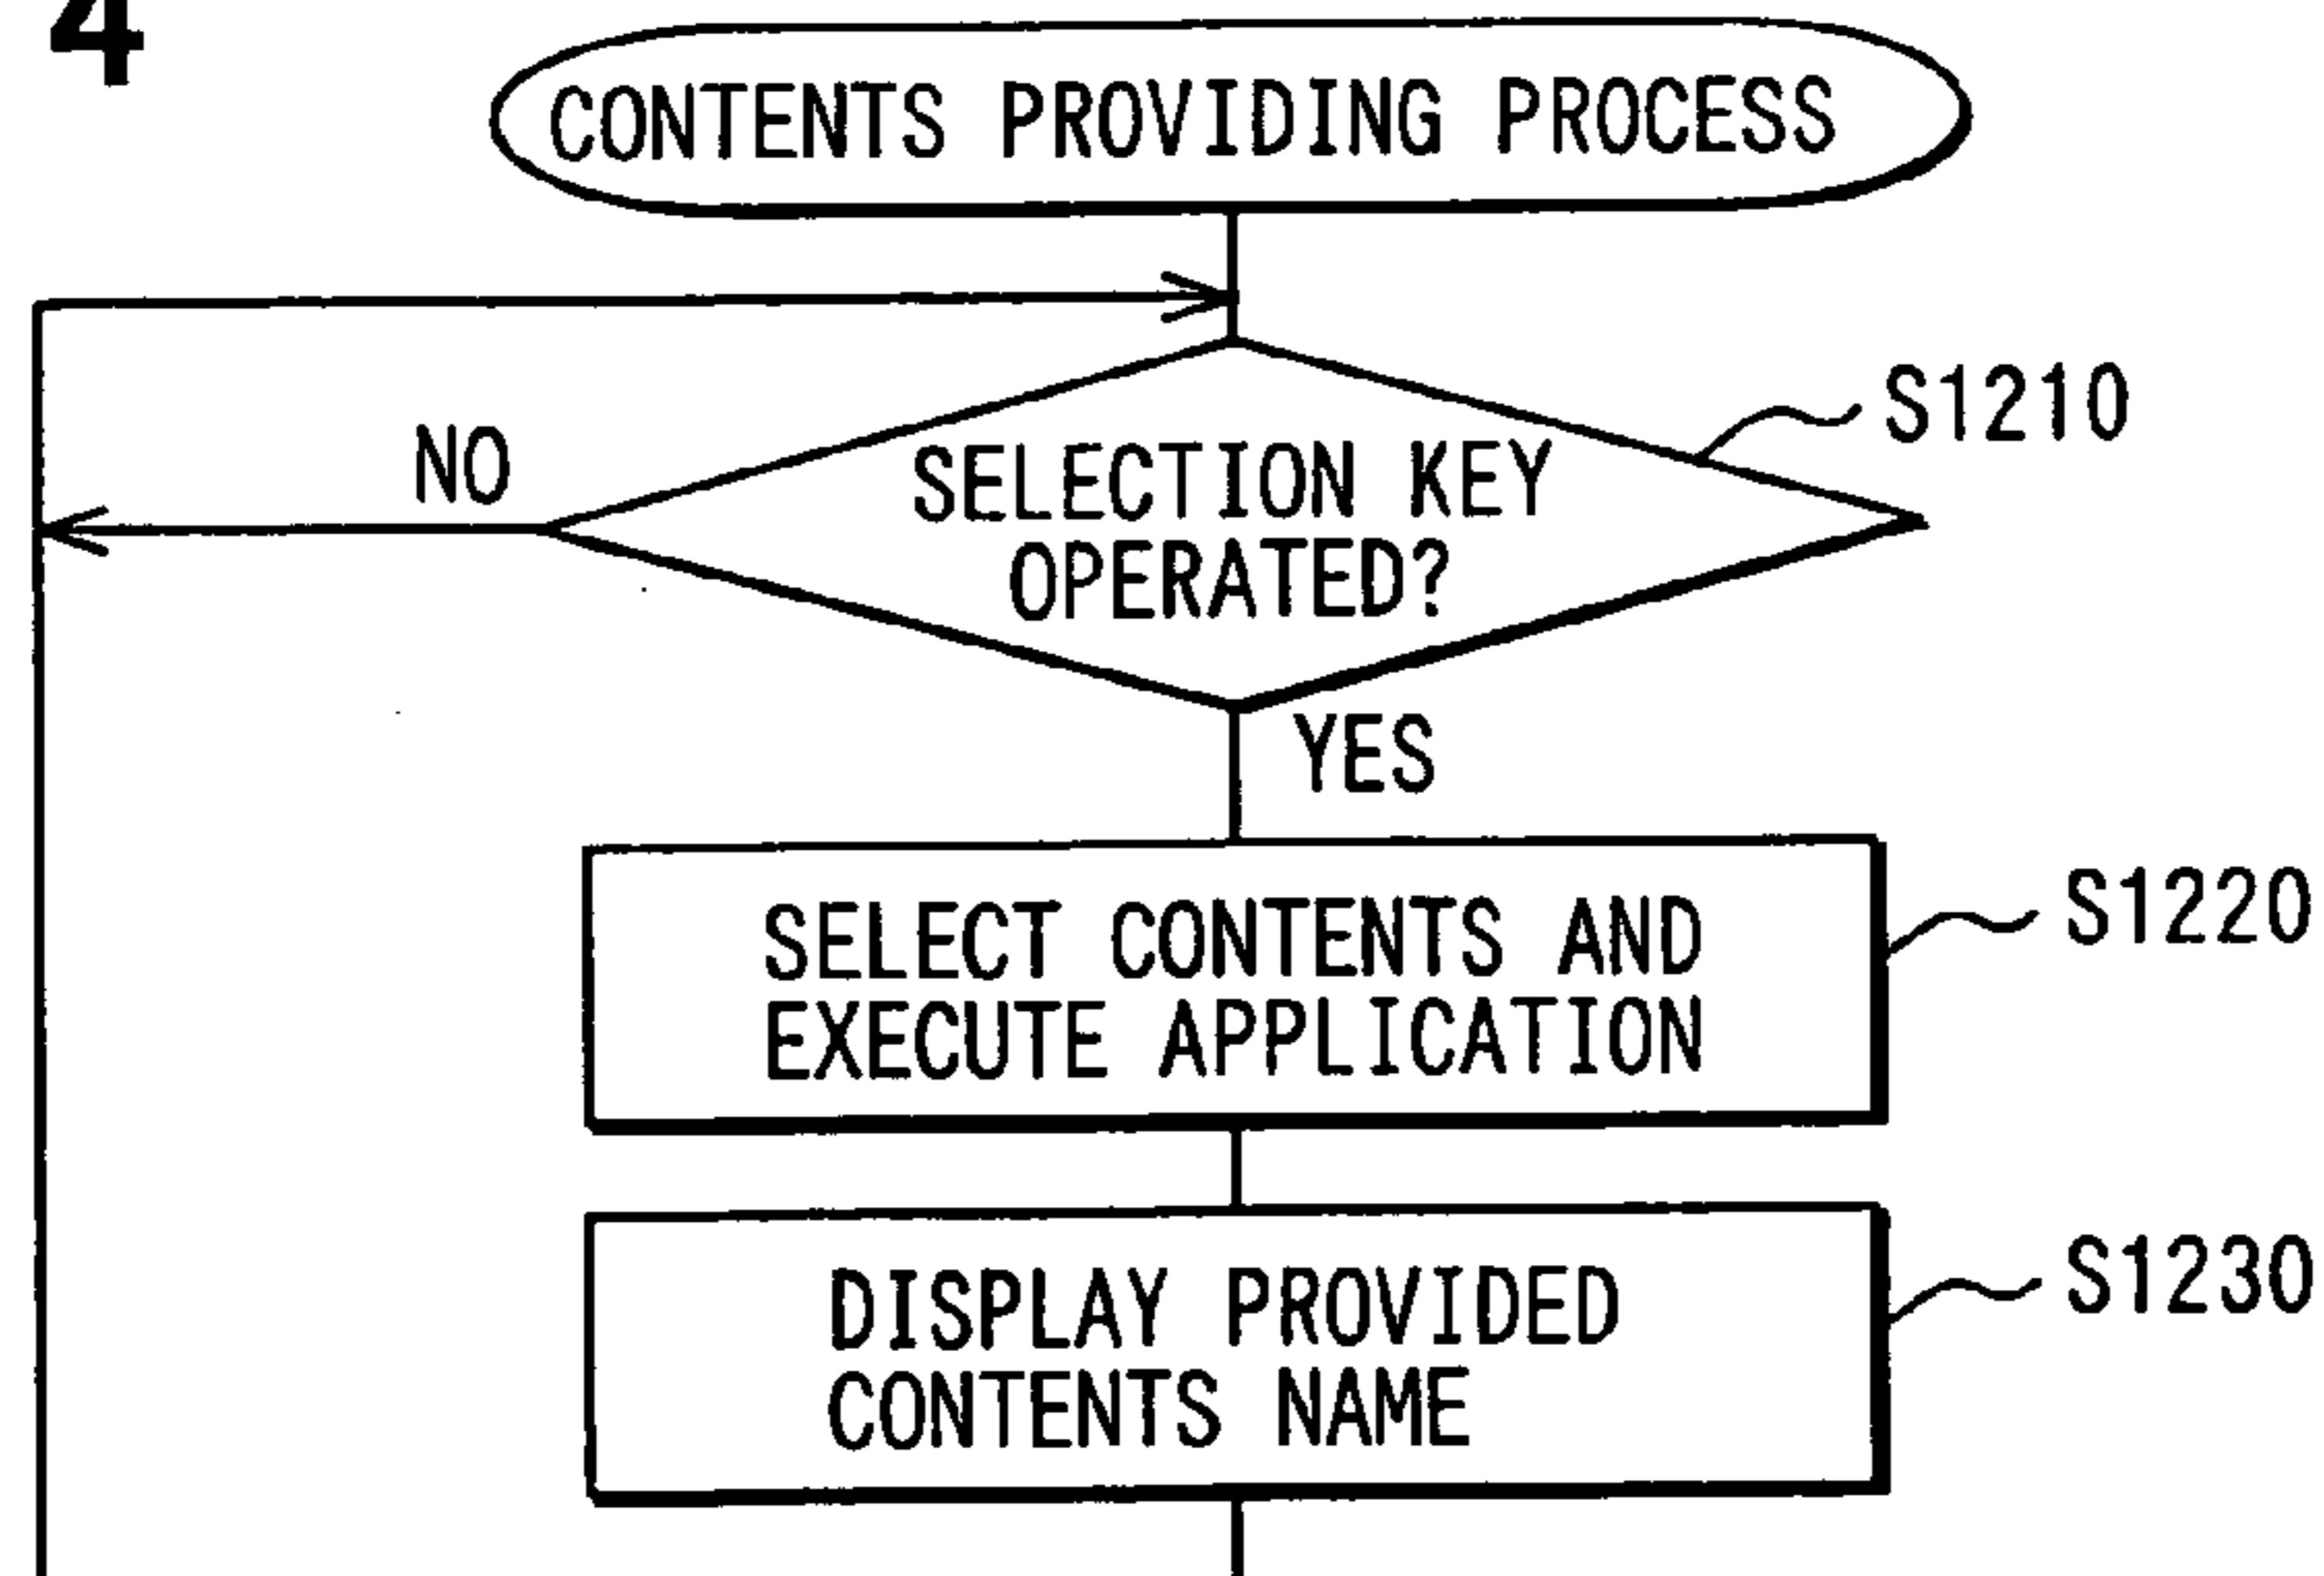 4
CONTENTS PROVIDING PROCESS
S1210
NO
SELECTION KEY
OPERATED?
YES
S1220
SELECT CONTENTS AND
EXECUTE APPLICATION
S1230
DISPLAY PROVIDED
CONTENTS NAME